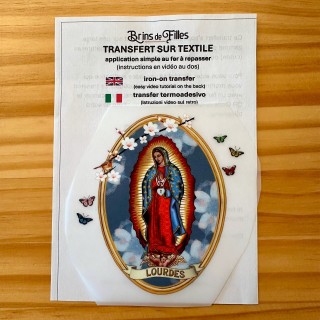 Brins de Filles
TRANSFERT SUR TEXTILE
application simple au fer à repasser
(instructions en vidéo au dos)
iron-on transfer
(easy video tutorial on the back)
transfer termoadesivo
(istruzioni video sul retro)
LOURDES